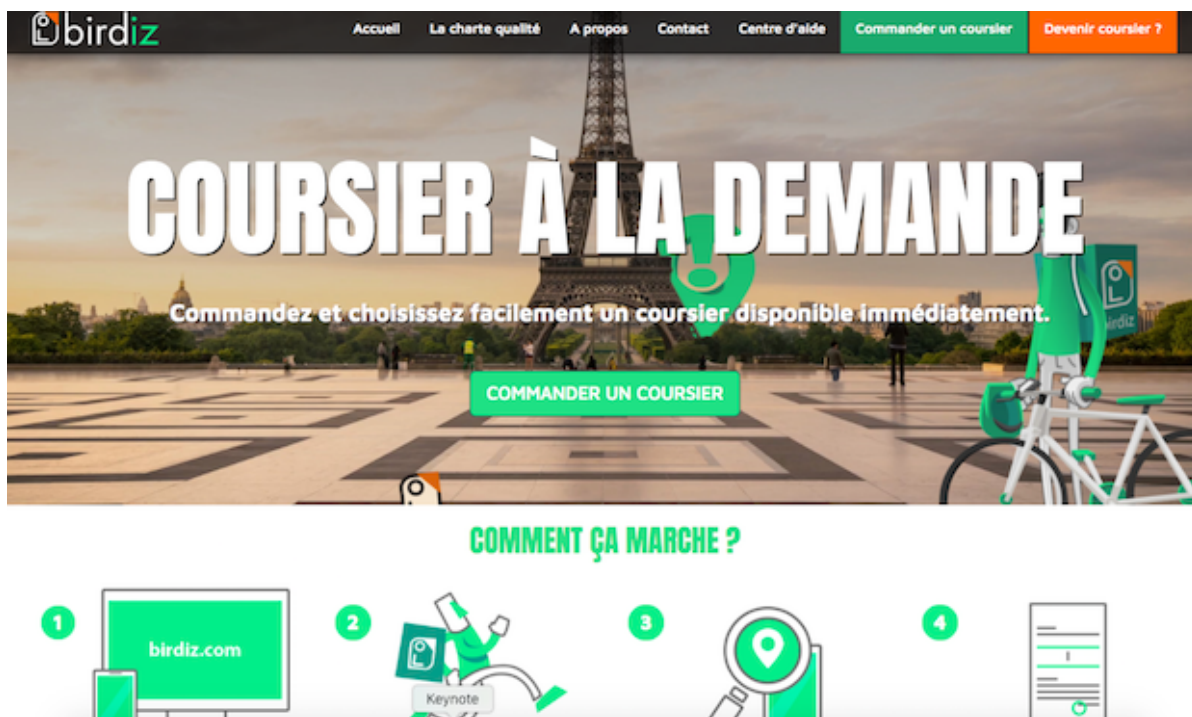 birdiz
Accueil
La charte qualité
A propos
Contact
Centre d'aide
Commander un coursier
Devenir coursier ?
COURSIER À LA DEMANDE
Commandez et choisissez facilement un coursier disponible immédiatement.
birdiz
COMMANDER UN COURSIER
COMMENT ÇA MARCHE ?
1
birdiz.com
2
Keynote
3
4